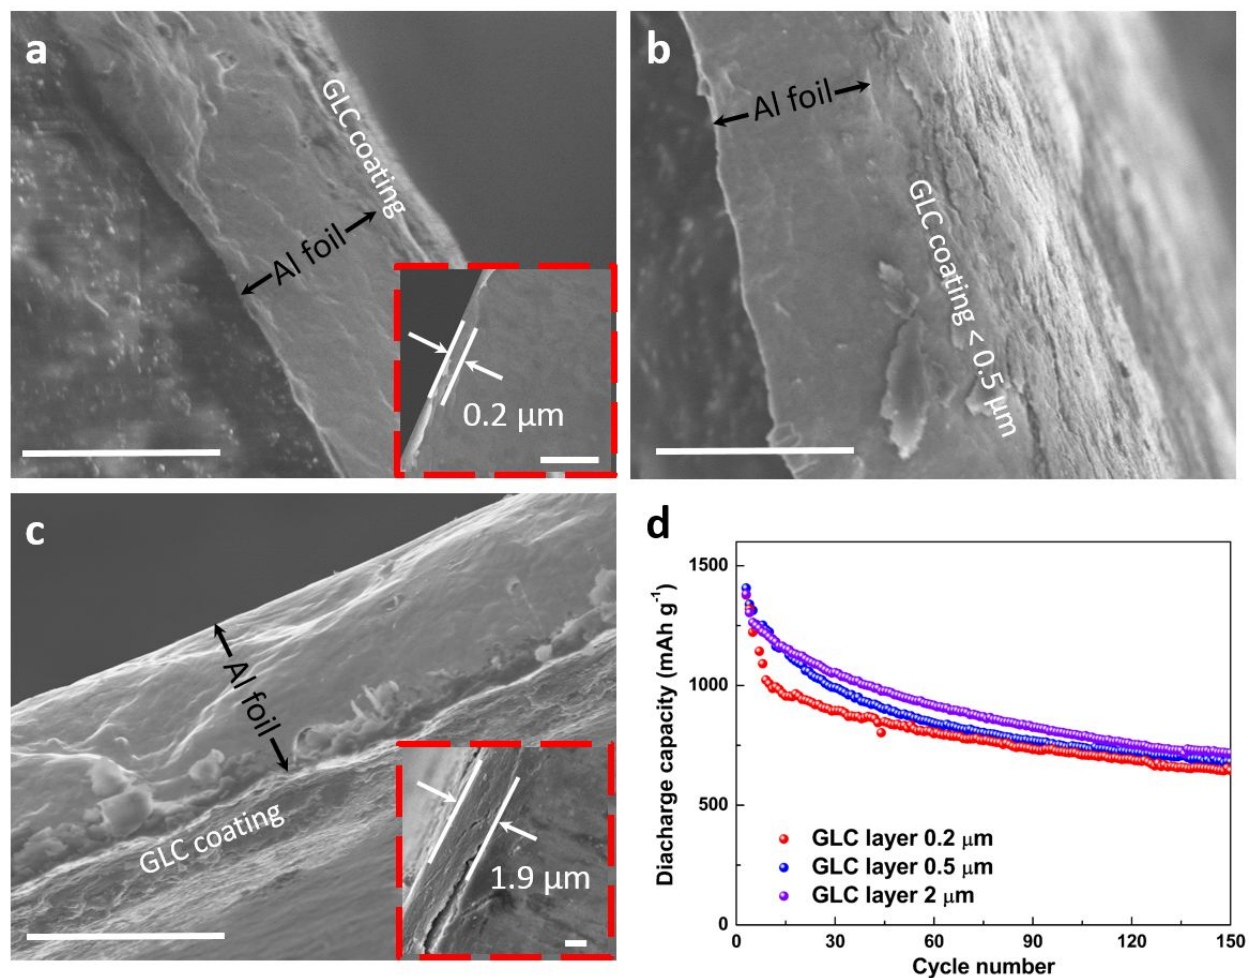 a
GLC coating
Al foil
0.2 μm
b
Al foil
GLC coating < 0.5 μm
c
Al foil
GLC coating
1.9 μm
d
Diacharge capacity (mAh g-1)
1500
1000
500
0
GLC layer 0.2 μm
GLC layer 0.5 μm
GLC layer 2 μm
0 30 60 90 120 150
Cycle number